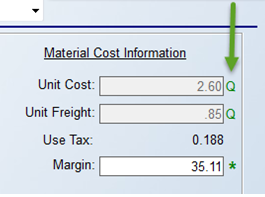 Material Cost Information
Unit Cost: 2.60 Q
Unit Freight: .85 Q
Use Tax: 0.188
Margin: 35.11 *